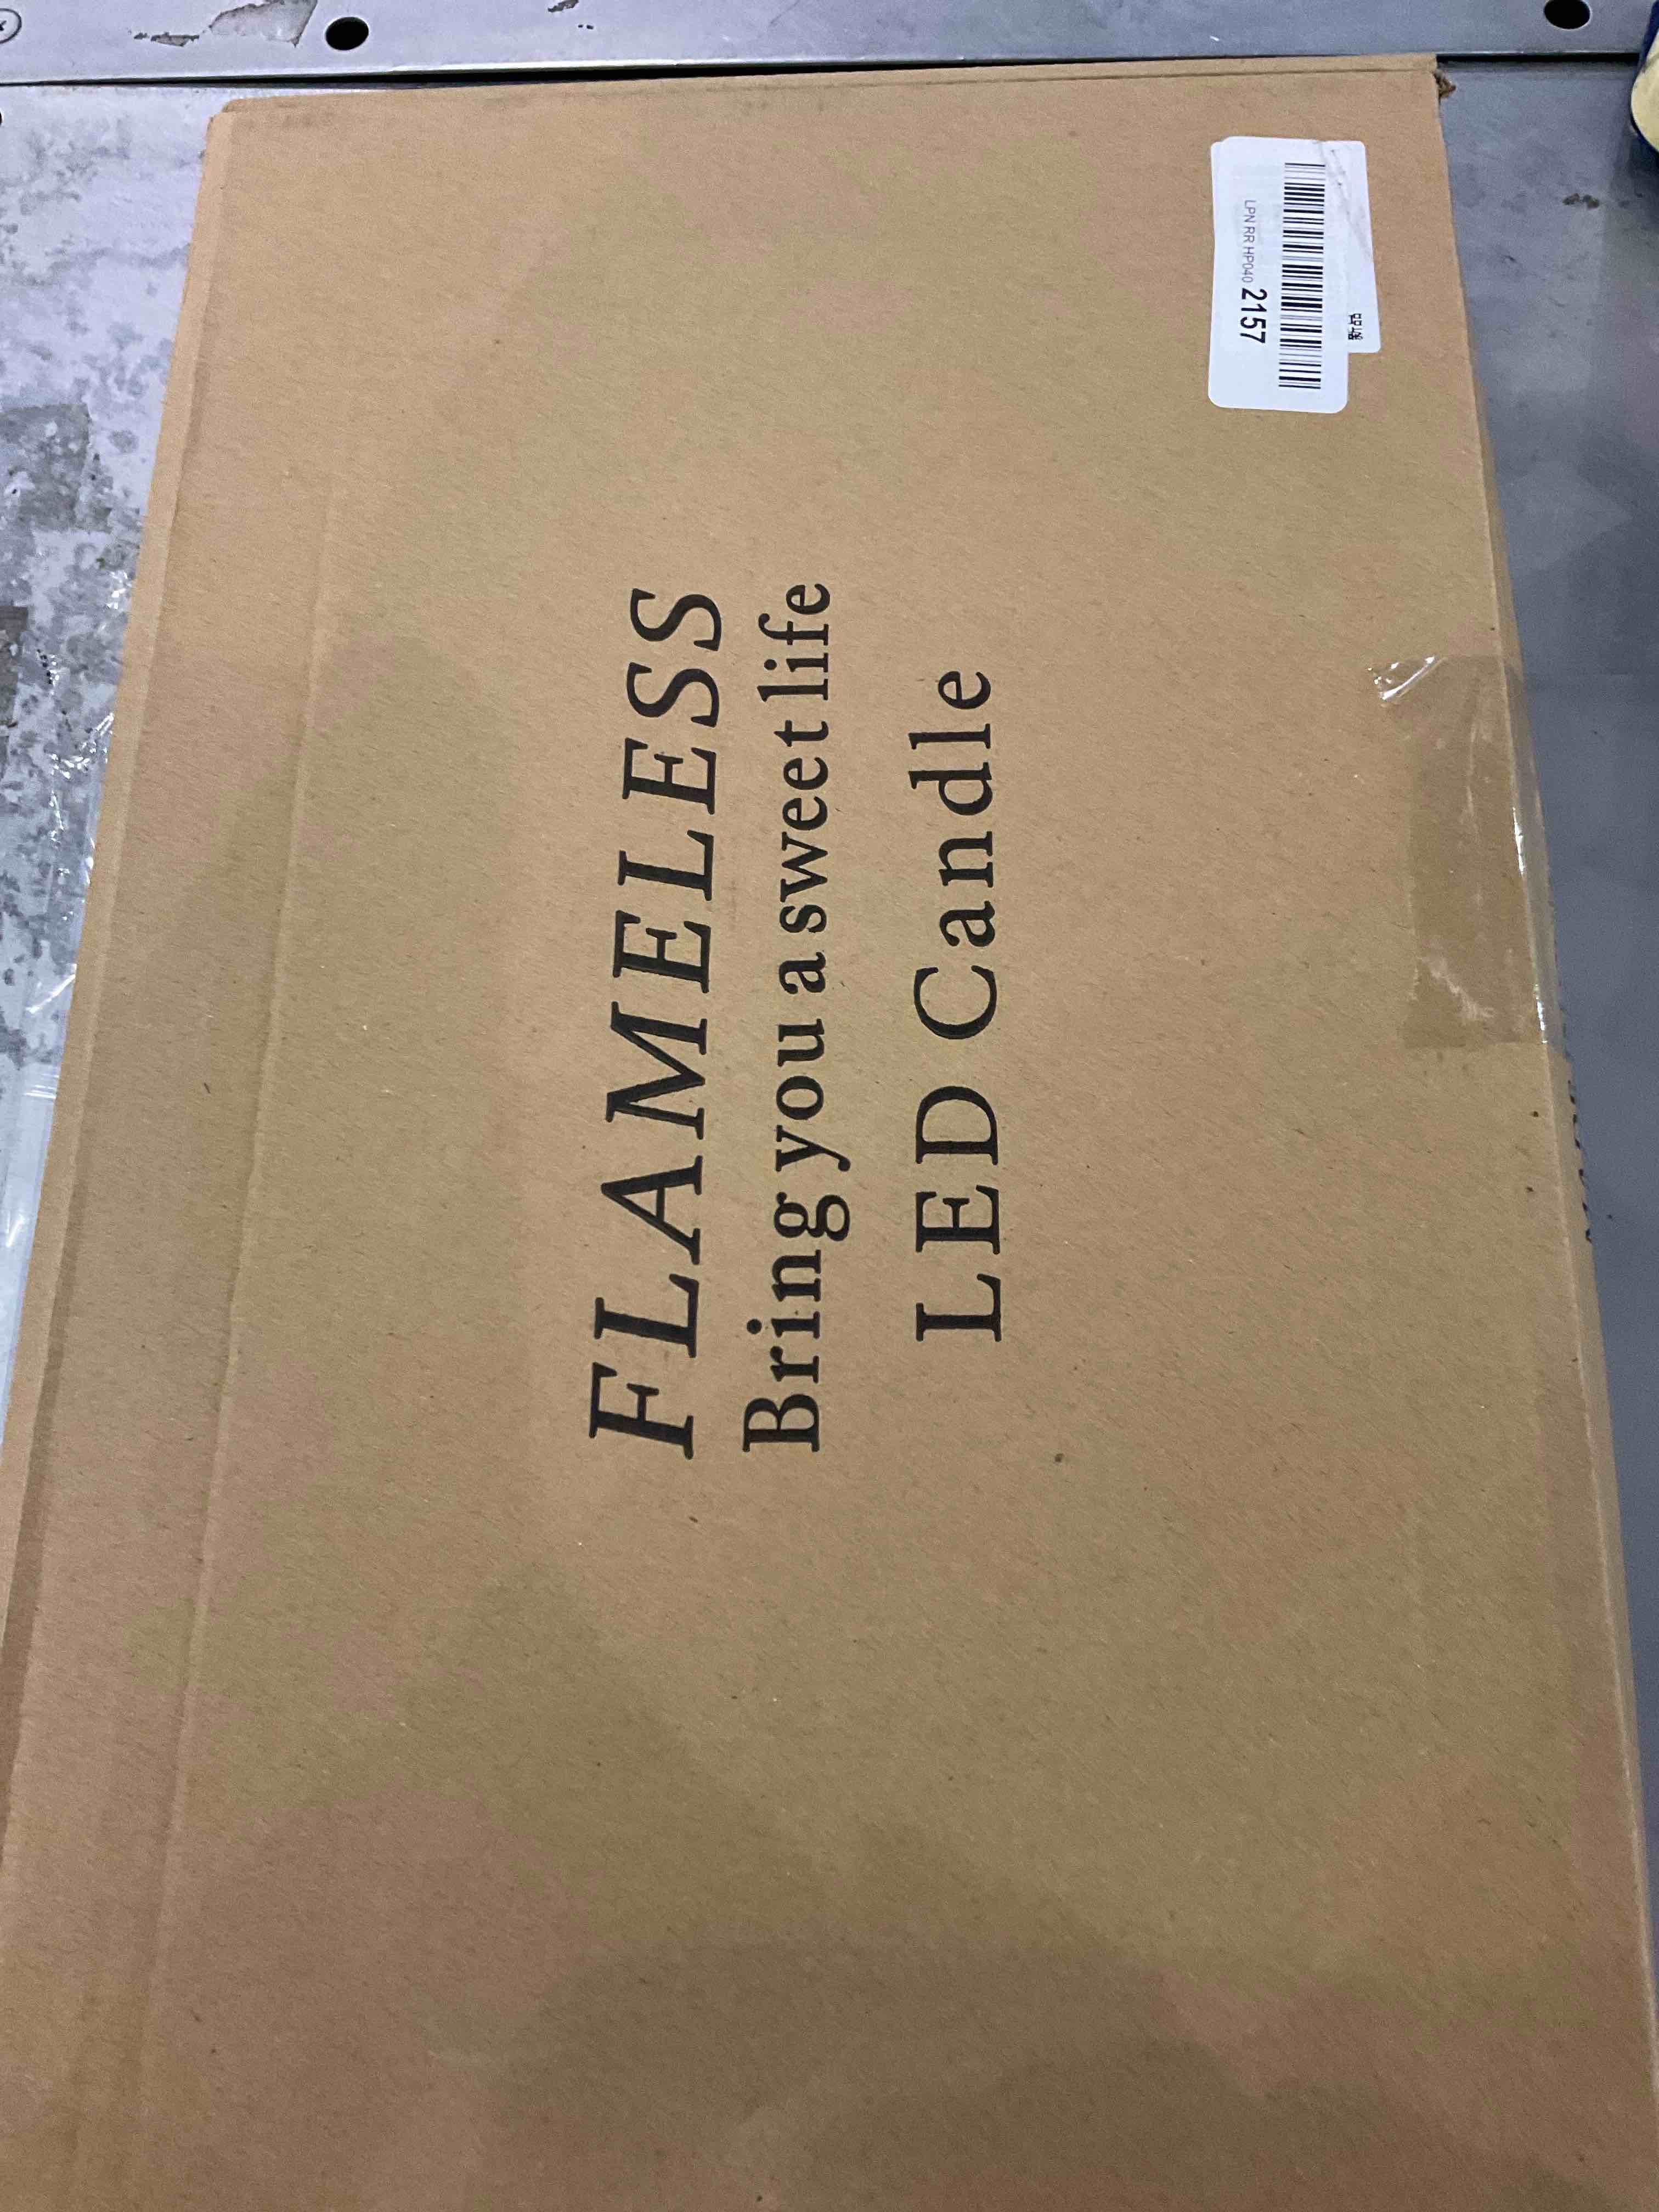 FLAMELESS
Bring you a sweet life
LED Candle
LPN RR HP040 2157